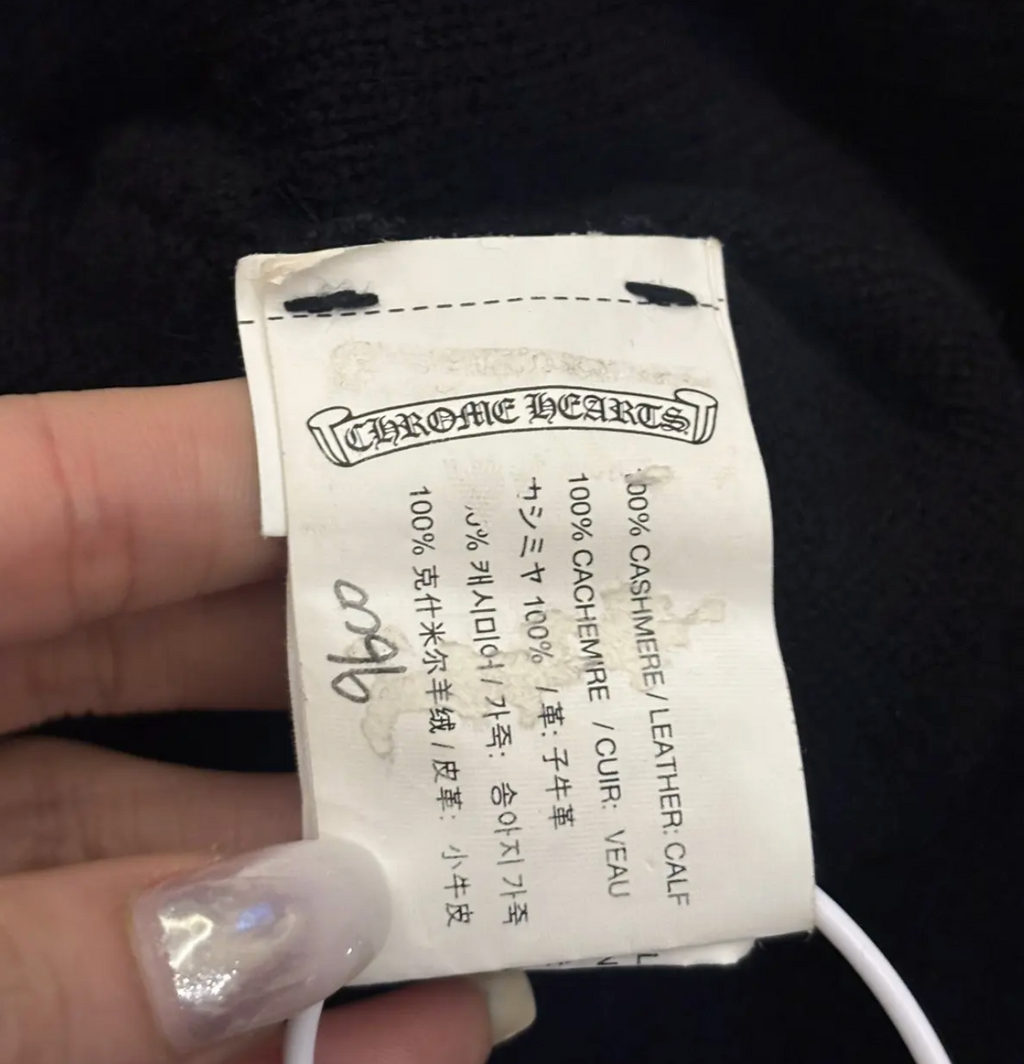 CHROME HEARTS
100% CASHMERE / LEATHER: CALF
100% CACHEMIRE / CUIR: VEAU
カシミヤ 100% / 革: 子牛革
% 캐시미어 / 가죽: 송아지 가죽
100% 克什米尔羊绒 / 皮革: 小牛皮